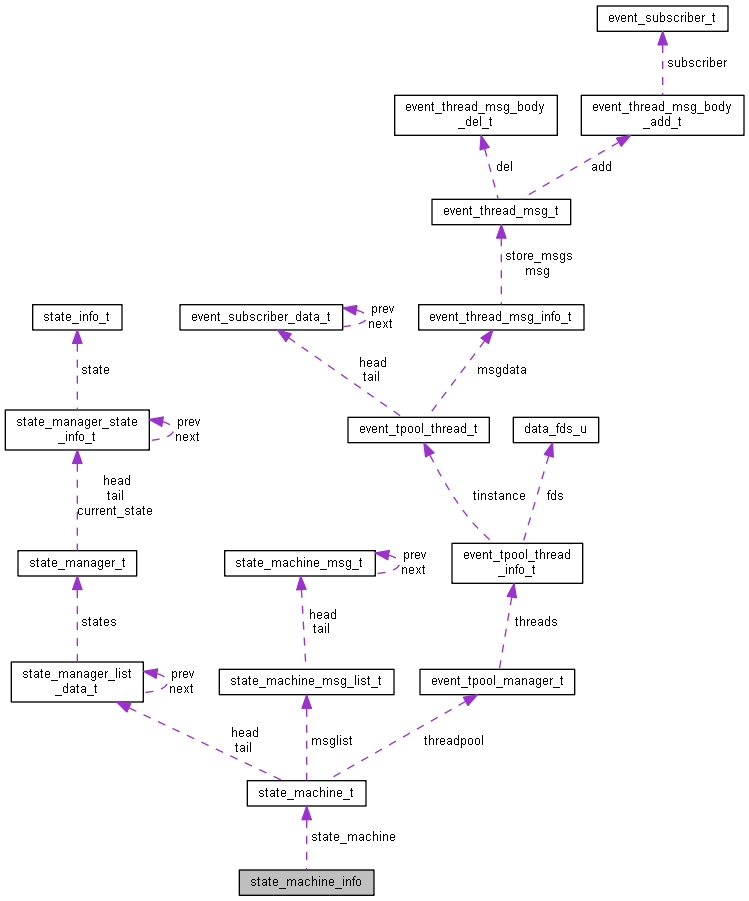 event_subscriber_t
subscriber
event_thread_msg_body
_del_t
event_thread_msg_body
_add_t
del
add
event_thread_msg_t
store_msgs
msg
state_info_t
event_subscriber_data_t
prev
next
event_thread_msg_info_t
state
head
tail
msgdata
state_manager_state
_info_t
prev
next
event_tpool_thread_t
data_fds_u
head
tail
current_state
tinstance
fds
state_manager_t
state_machine_msg_t
prev
next
event_tpool_thread
_info_t
states
head
tail
threads
state_manager_list
_data_t
prev
next
state_machine_msg_list_t
event_tpool_manager_t
head
tail
msglist
threadpool
state_machine_t
state_machine
state_machine_info